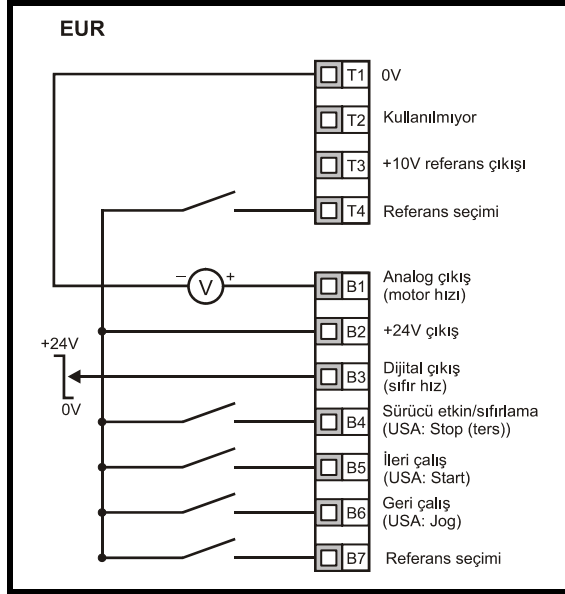 EUR
T1 0V
T2 Kullanılmıyor
T3 +10V referans çıkışı
T4 Referans seçimi
− V + B1 Analog çıkış
(motor hızı)
B2 +24V çıkış
+24V
0V
B3 Dijital çıkış
(sıfır hız)
B4 Sürücü etkin/sıfırlama
(USA: Stop (ters))
B5 İleri çalış
(USA: Start)
B6 Geri çalış
(USA: Jog)
B7 Referans seçimi